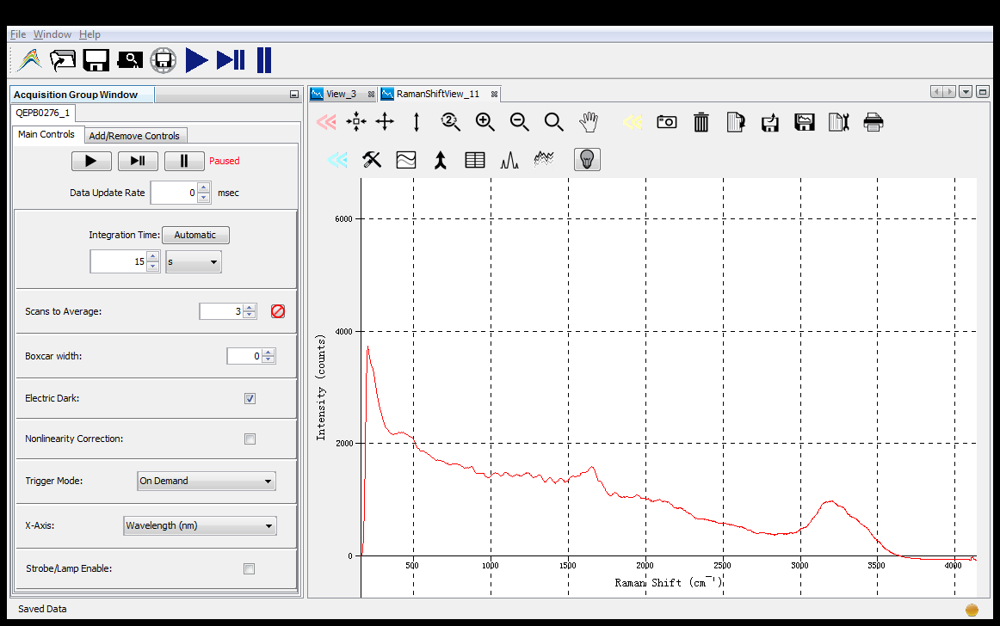 File Window Help
Acquisition Group Window
View_3 RamanShiftView_11
QEPB0276_1
Main Controls Add/Remove Controls
Paused
Data Update Rate 0 msec
Integration Time: Automatic
15 s
Scans to Average: 3
Boxcar width: 0
Electric Dark:
Nonlinearity Correction:
Trigger Mode: On Demand
X-Axis: Wavelength (nm)
Strobe/Lamp Enable:
2
Intensity (counts)
6000
4000
2000
0
500 1000 1500 2000 2500 3000 3500 4000
Raman Shift (cm⁻¹)
Saved Data